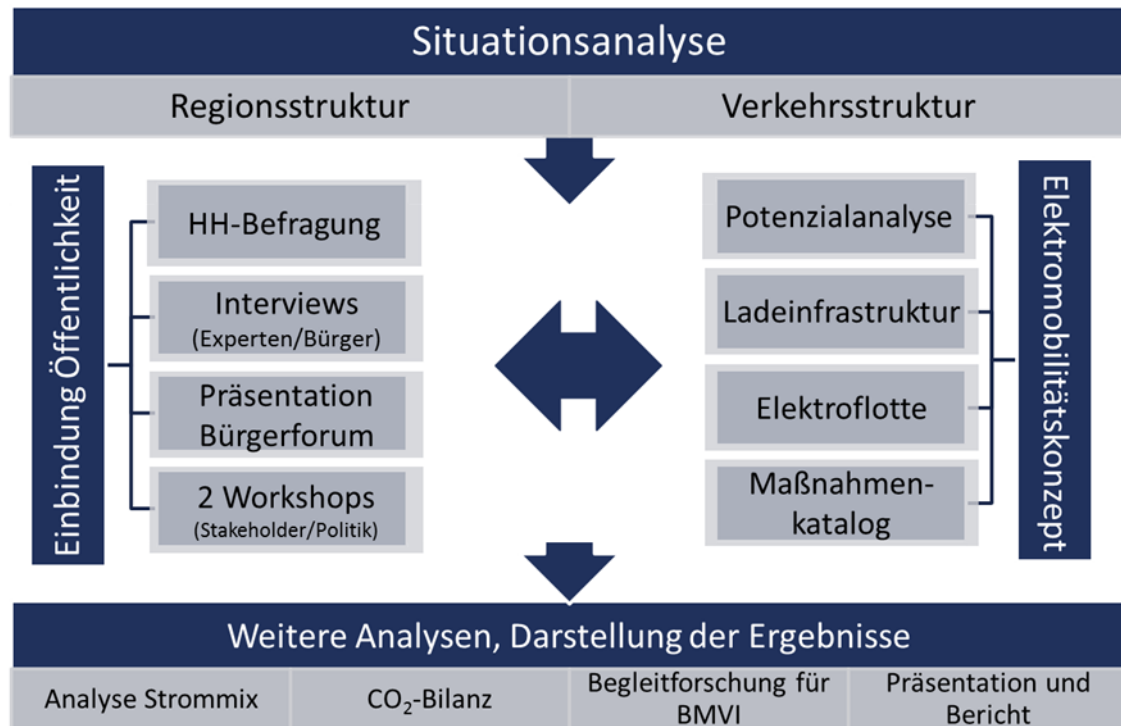 Situationsanalyse
Regionsstruktur
Verkehrsstruktur
Einbindung Öffentlichkeit
HH-Befragung
Interviews
(Experten/Bürger)
Präsentation
Bürgerforum
2 Workshops
(Stakeholder/Politik)
Potenzialanalyse
Ladeinfrastruktur
Elektroflotte
Maßnahmen-
katalog
Elektromobilitätskonzept
Weitere Analysen, Darstellung der Ergebnisse
Analyse Strommix
CO₂-Bilanz
Begleitforschung für
BMVI
Präsentation und
Bericht